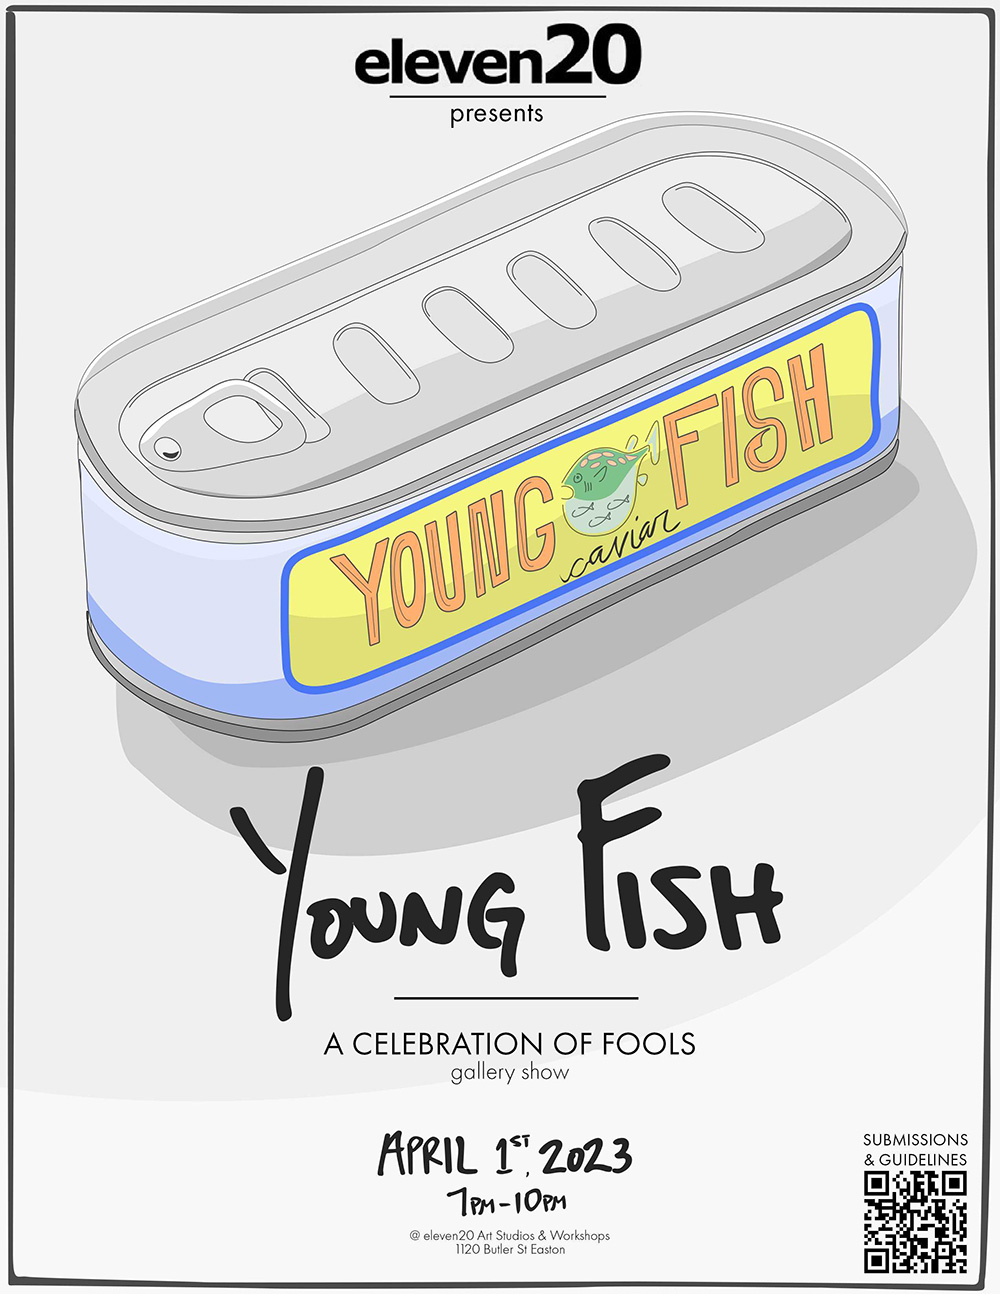 eleven20
presents
YOUNG FISH
caviar
YOUNG FISH
A CELEBRATION OF FOOLS
gallery show
APRIL 1ST, 2023
7PM-10PM
@ eleven20 Art Studios & Workshops
1120 Butler St Easton
SUBMISSIONS
& GUIDELINES